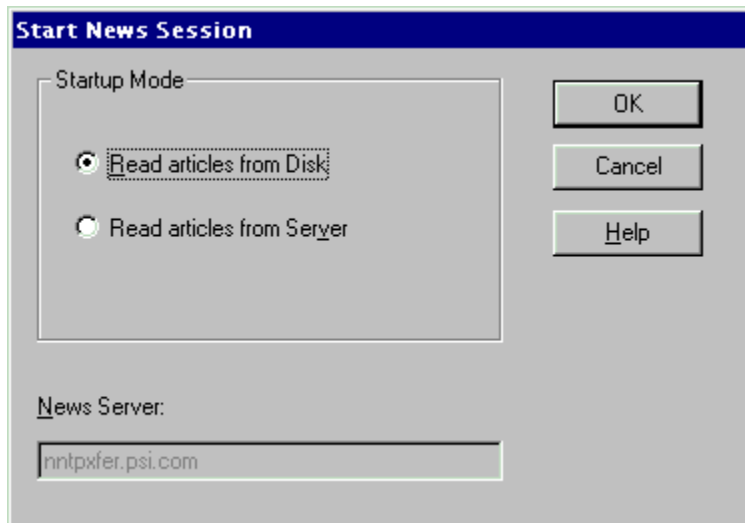 Start News Session
Startup Mode
OK
Read articles from Disk
Cancel
Read articles from Server
Help
News Server:
nntpxfer.psi.com